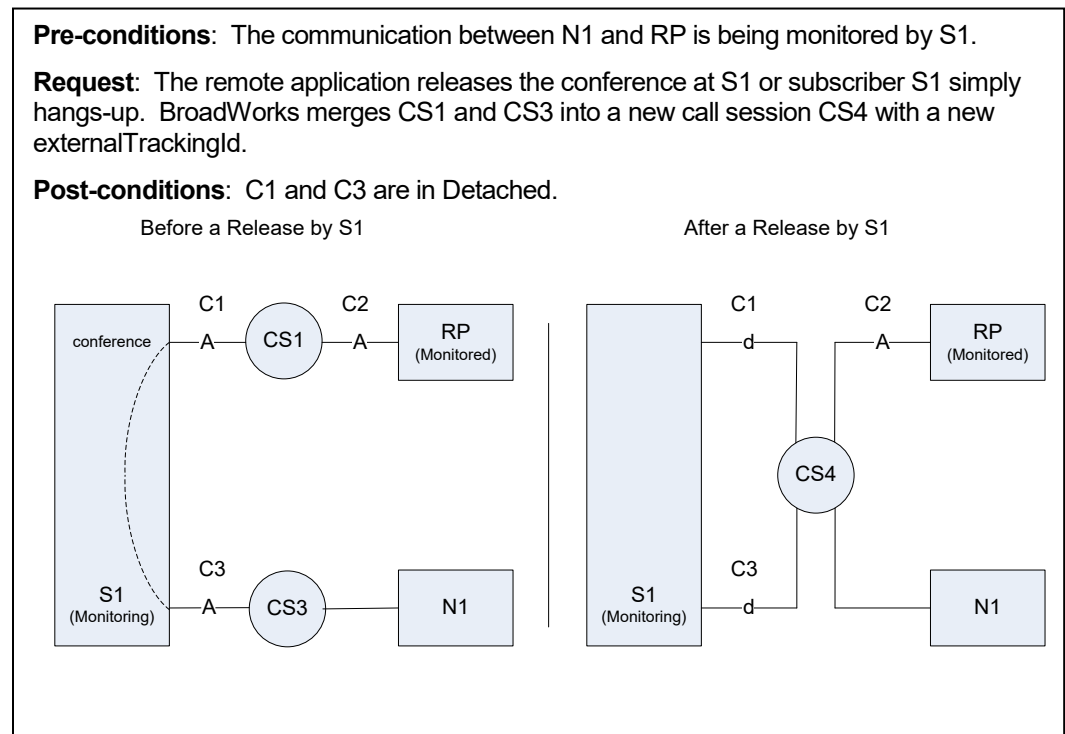 Pre-conditions:  The communication between N1 and RP is being monitored by S1.
Request:  The remote application releases the conference at S1 or subscriber S1 simply
hangs-up.  BroadWorks merges CS1 and CS3 into a new call session CS4 with a new
externalTrackingId.
Post-conditions:  C1 and C3 are in Detached.
Before a Release by S1
C1
C2
conference
A
CS1
A
RP
(Monitored)
C3
S1
(Monitoring)
A
CS3
N1
After a Release by S1
C1
C2
d
A
RP
(Monitored)
CS4
C3
S1
(Monitoring)
d
N1